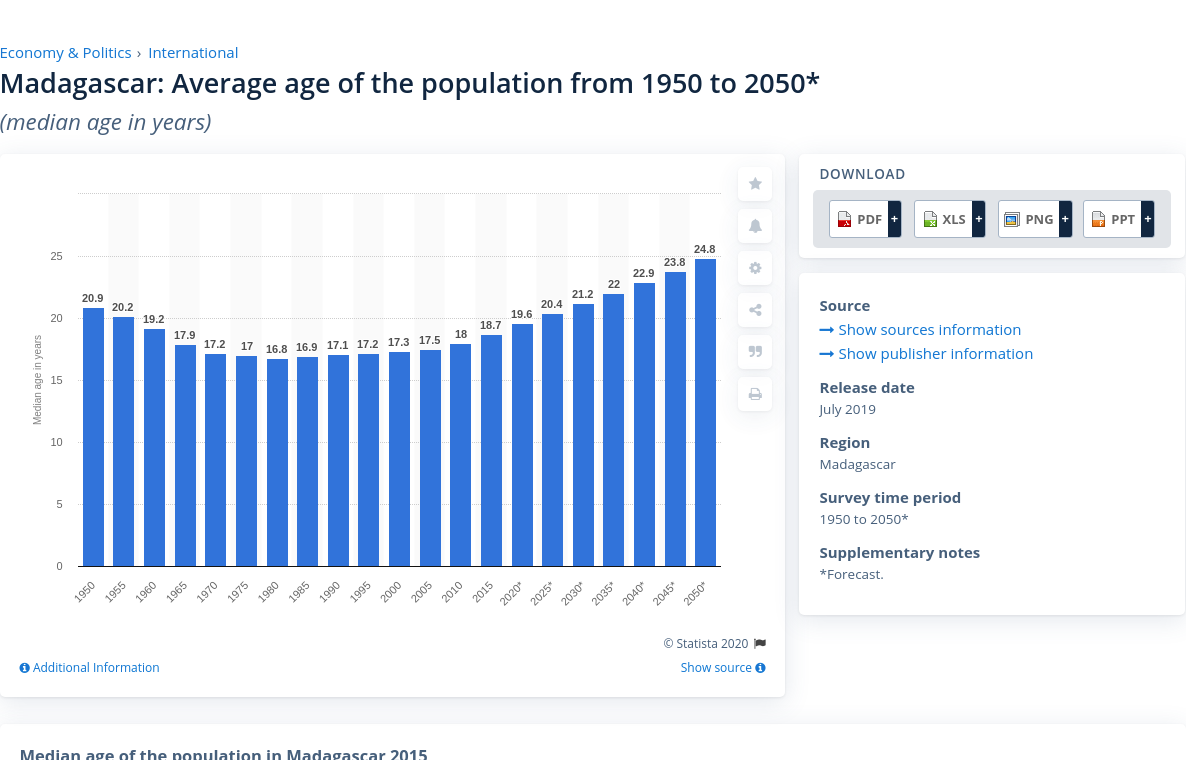 Economy & Politics › International
Madagascar: Average age of the population from 1950 to 2050*
(median age in years)
Median age in years
25
20
15
10
5
0
20.9 20.2 19.2 17.9 17.2 17 16.8 16.9 17.1 17.2 17.3 17.5 18 18.7 19.6 20.4 21.2 22 22.9 23.8 24.8
1950 1955 1960 1965 1970 1975 1980 1985 1990 1995 2000 2005 2010 2015 2020* 2025* 2030* 2035* 2040* 2045* 2050*
© Statista 2020
Additional Information
Show source
DOWNLOAD
PDF + XLS + PNG + PPT +
Source
Show sources information
Show publisher information
Release date
July 2019
Region
Madagascar
Survey time period
1950 to 2050*
Supplementary notes
*Forecast.
Median age of the population in Madagascar 2015